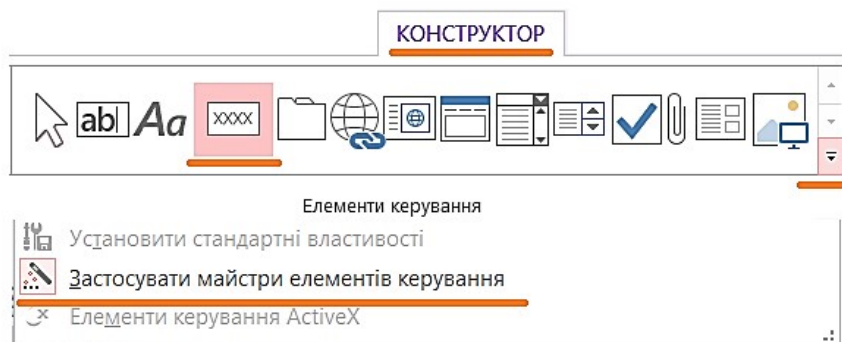 КОНСТРУКТОР
ab Aa XXXX
Елементи керування
Установити стандартні властивості
Застосувати майстри елементів керування
Елементи керування ActiveX